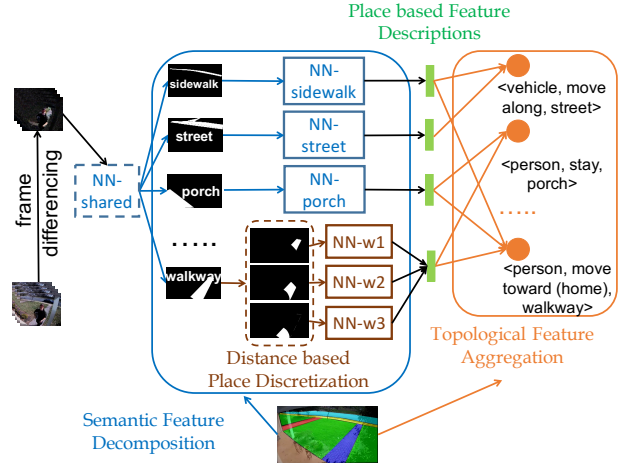 Place based Feature
Descriptions
sidewalk
NN-
sidewalk
<vehicle, move
along, street>
street
NN-
street
frame
differencing
NN-
shared
porch
NN-
porch
<person, stay,
porch>
.....
.....
walkway
NN-w1
NN-w2
NN-w3
<person, move
toward (home),
walkway>
Distance based
Place Discretization
Topological Feature
Aggregation
Semantic Feature
Decomposition